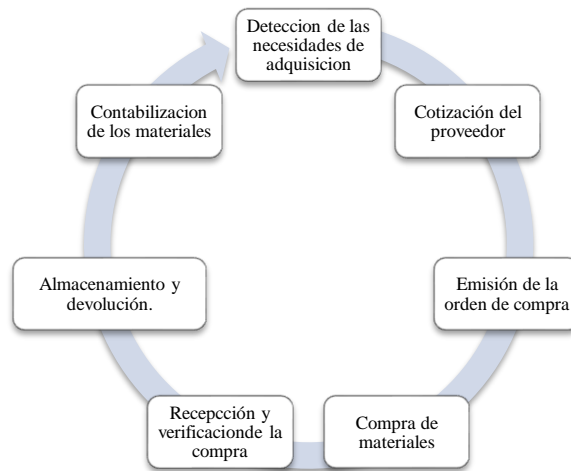 Deteccion de las
necesidades de
adquisicion
Cotización del
proveedor
Emisión de la
orden de compra
Compra de
materiales
Recepcción y
verificacionde la
compra
Almacenamiento y
devolución.
Contabilizacion
de los materiales